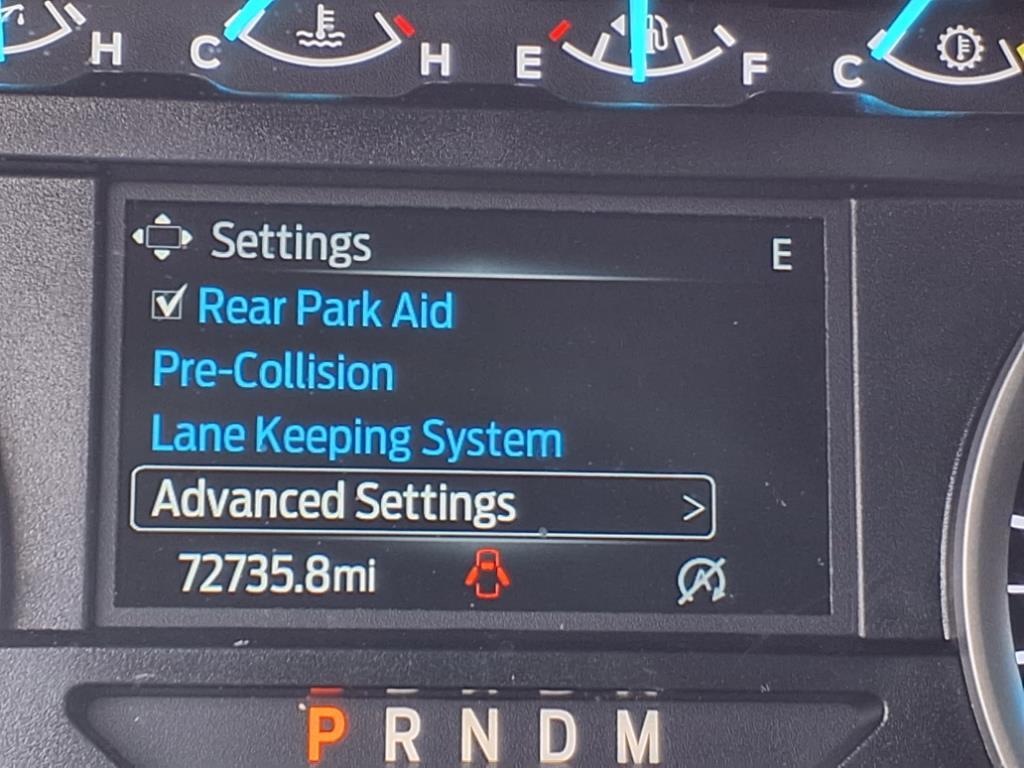 H C H E F C
Settings E
Rear Park Aid
Pre-Collision
Lane Keeping System
Advanced Settings >
72735.8mi
P R N D M